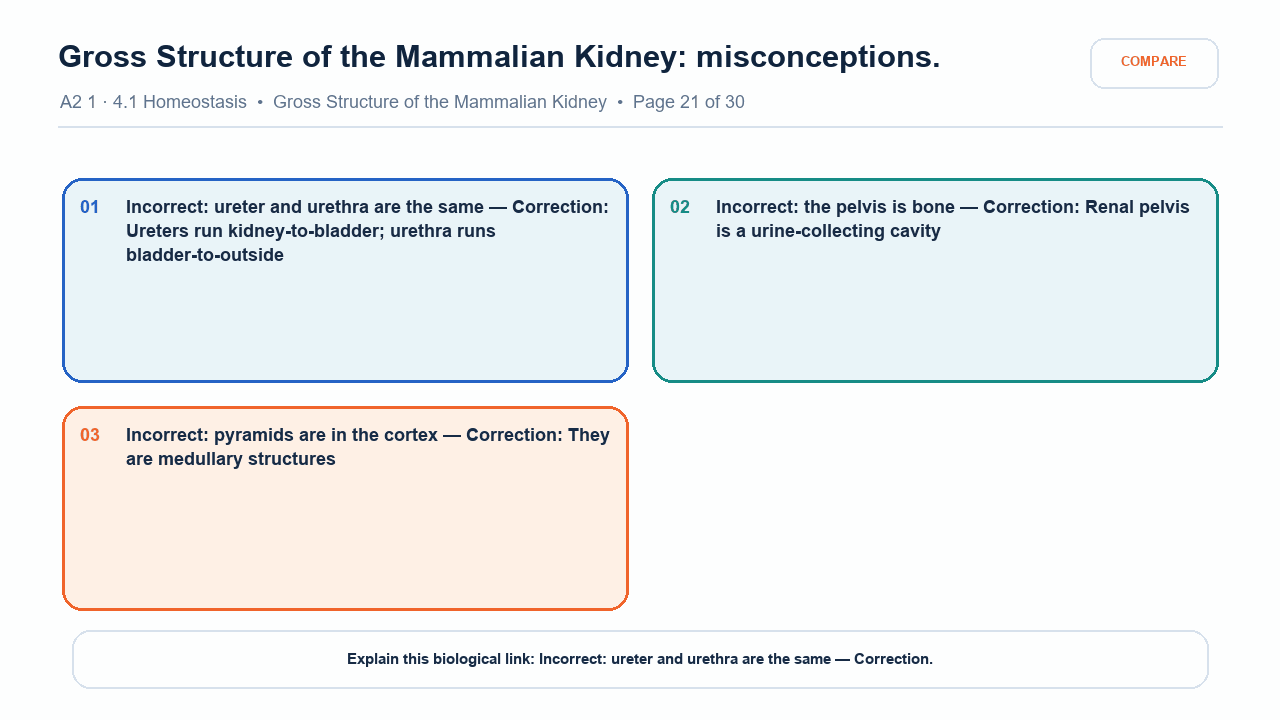 Gross Structure of the Mammalian Kidney: misconceptions.
COMPARE
A2 1 · 4.1 Homeostasis • Gross Structure of the Mammalian Kidney • Page 21 of 30
01
Incorrect: ureter and urethra are the same — Correction:
Ureters run kidney-to-bladder; urethra runs
bladder-to-outside
02
Incorrect: the pelvis is bone — Correction: Renal pelvis
is a urine-collecting cavity
03
Incorrect: pyramids are in the cortex — Correction: They
are medullary structures
Explain this biological link: Incorrect: ureter and urethra are the same — Correction.